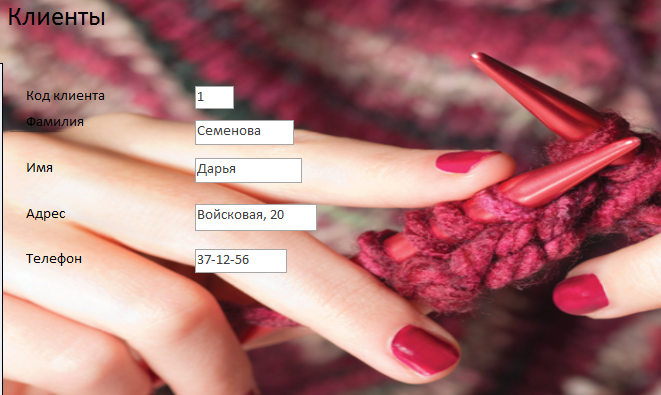 Клиенты
Код клиента 1
Фамилия Семенова
Имя Дарья
Адрес Войсковая, 20
Телефон 37-12-56